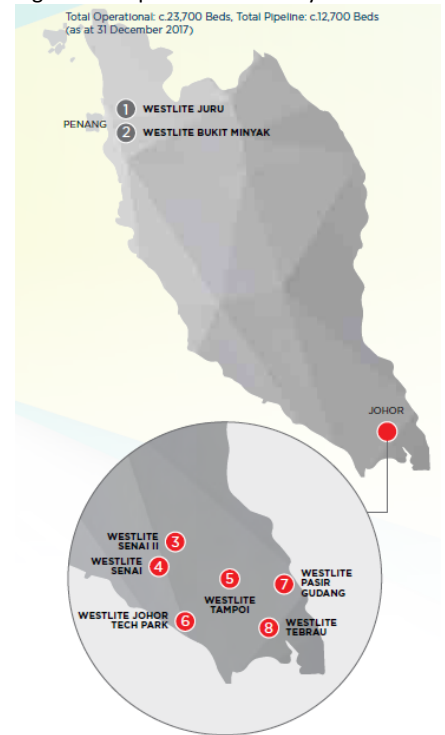 Total Operational: c.23,700 Beds, Total Pipeline: c.12,700 Beds
(as at 31 December 2017)
1 WESTLITE JURU
PENANG
2 WESTLITE BUKIT MINYAK
JOHOR
WESTLITE
SENAI II
3
WESTLITE
SENAI
4
5
WESTLITE
TAMPOI
7
WESTLITE
PASIR
GUDANG
WESTLITE JOHOR
TECH PARK
6
8
WESTLITE
TEBRAU